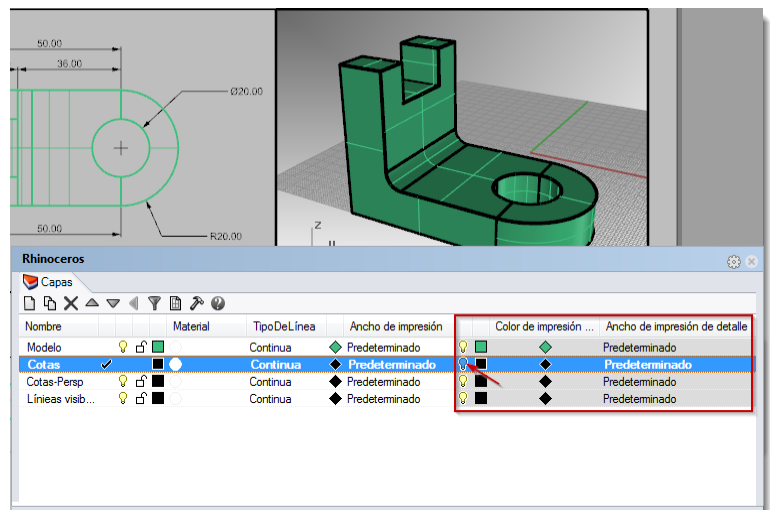 50.00
36.00
Ø20.00
50.00
R20.00
z
Rhinoceros
Capas
Nombre Material TipoDeLínea Ancho de impresión Color de impresión ... Ancho de impresión de detalle
Modelo Continua Predeterminado Predeterminado
Cotas Continua Predeterminado Predeterminado
Cotas-Persp Continua Predeterminado Predeterminado
Línieas visib... Continua Predeterminado Predeterminado